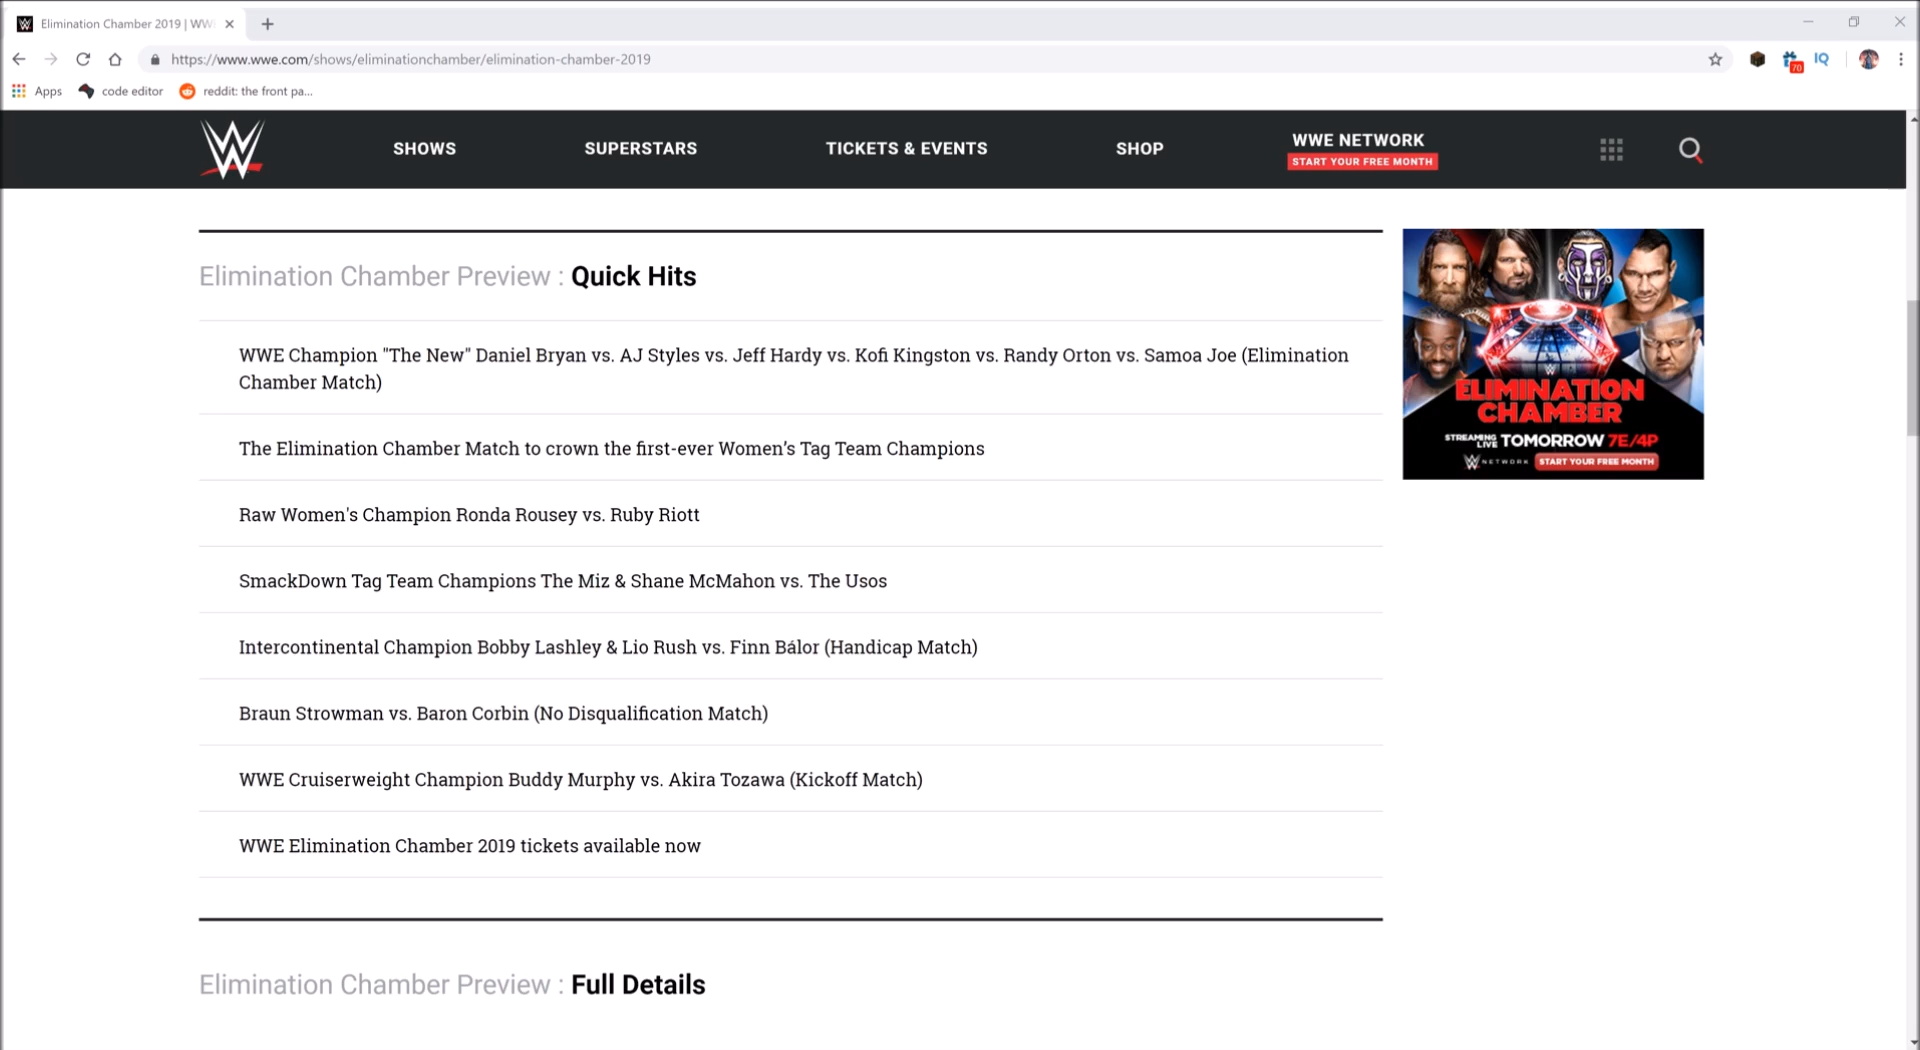 Elimination Chamber 2019 | WW
https://www.wwe.com/shows/eliminationchamber/elimination-chamber-2019
70
IQ
Apps
code editor
reddit: the front pa...
SHOWS
SUPERSTARS
TICKETS & EVENTS
SHOP
WWE NETWORK
START YOUR FREE MONTH
Elimination Chamber Preview : Quick Hits
WWE Champion "The New" Daniel Bryan vs. AJ Styles vs. Jeff Hardy vs. Kofi Kingston vs. Randy Orton vs. Samoa Joe (Elimination
Chamber Match)
The Elimination Chamber Match to crown the first-ever Women’s Tag Team Champions
Raw Women's Champion Ronda Rousey vs. Ruby Riott
SmackDown Tag Team Champions The Miz & Shane McMahon vs. The Usos
Intercontinental Champion Bobby Lashley & Lio Rush vs. Finn Bálor (Handicap Match)
Braun Strowman vs. Baron Corbin (No Disqualification Match)
WWE Cruiserweight Champion Buddy Murphy vs. Akira Tozawa (Kickoff Match)
WWE Elimination Chamber 2019 tickets available now
ELIMINATION
CHAMBER
STREAMING LIVE TOMORROW 7E/4P
NETWORK START YOUR FREE MONTH
Elimination Chamber Preview : Full Details